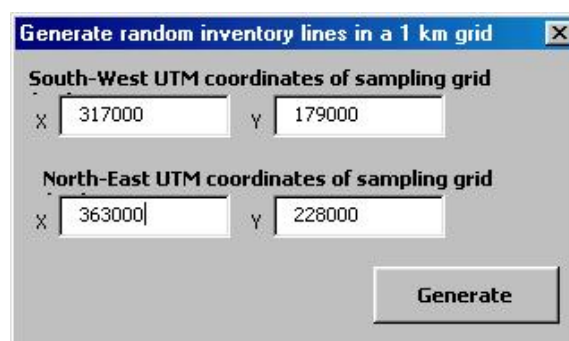 Generate random inventory lines in a 1 km grid
South-West UTM coordinates of sampling grid
X 317000 Y 179000
North-East UTM coordinates of sampling grid
X 363000 Y 228000
Generate